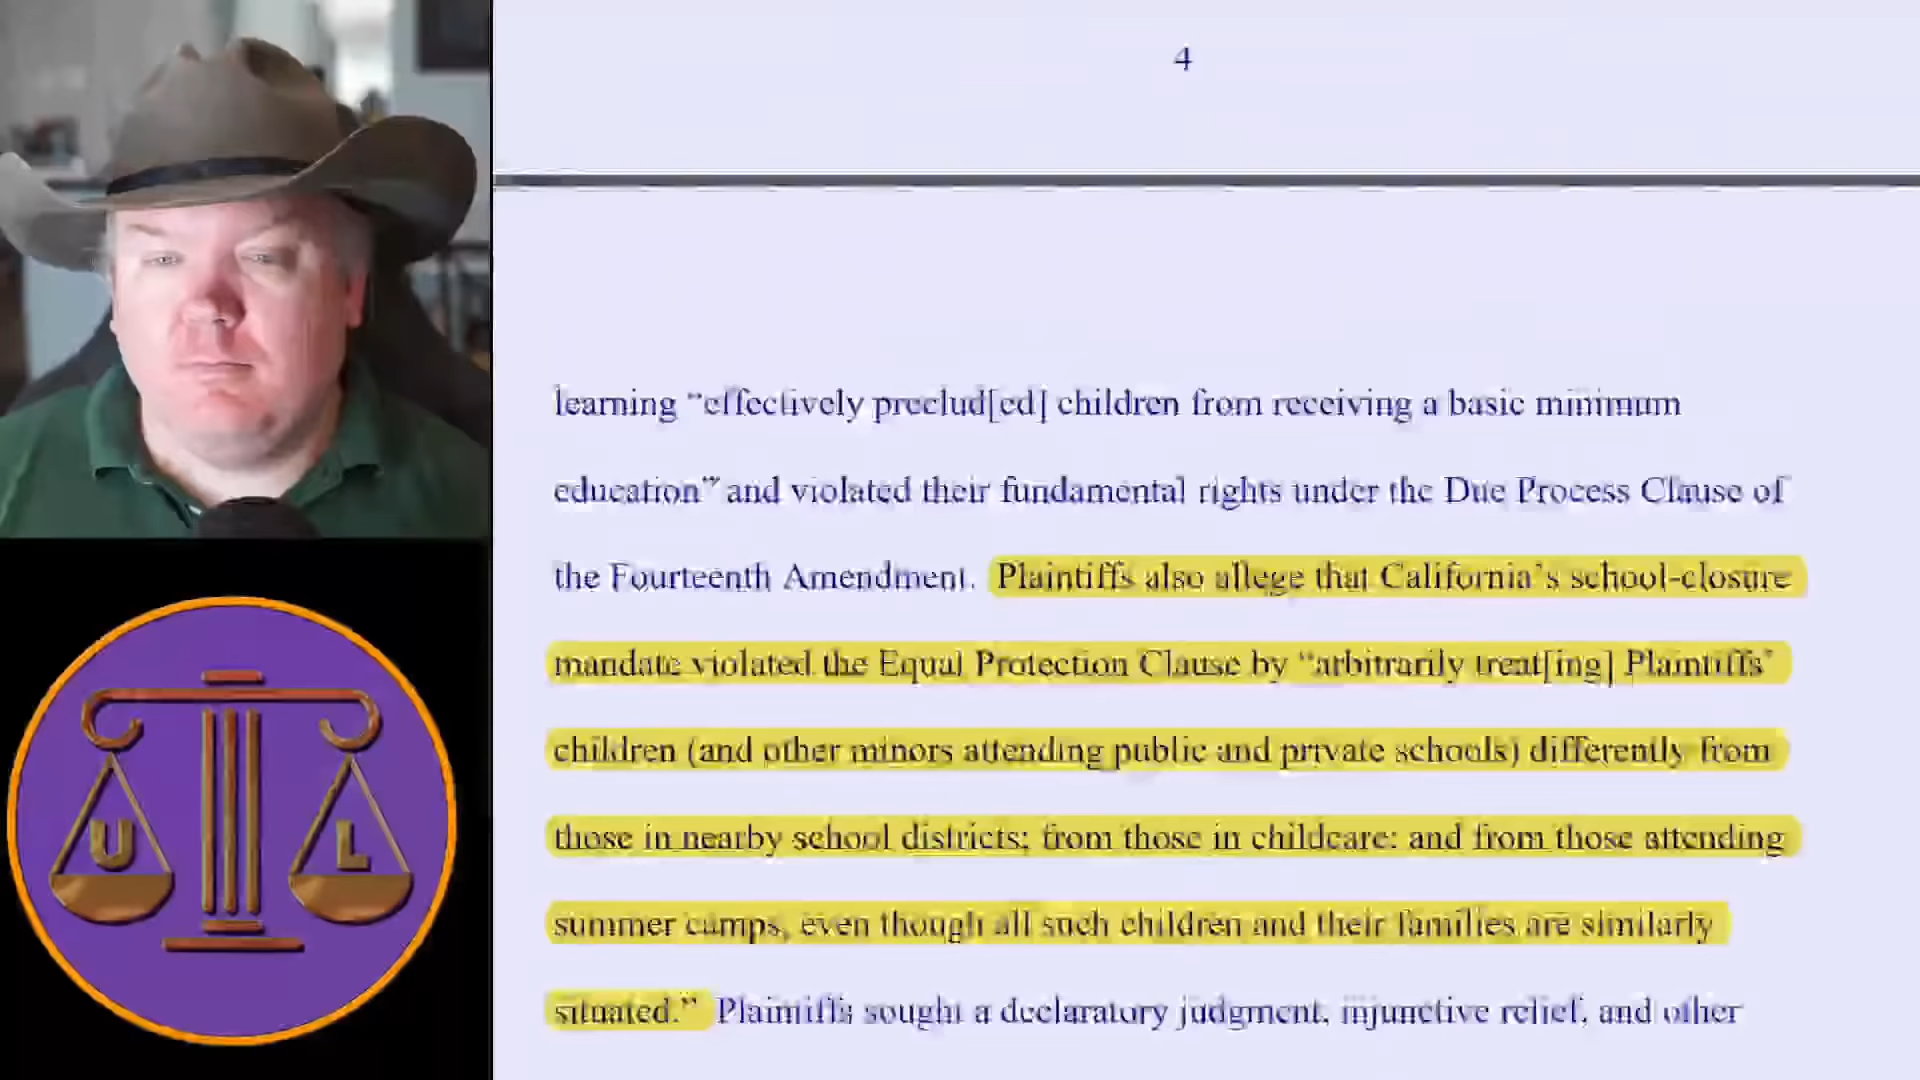 4
learning “effectively preclud[ed] children from receiving a basic minimum
education” and violated their fundamental rights under the Due Process Clause of
the Fourteenth Amendment. Plaintiffs also allege that California’s school-closure
mandate violated the Equal Protection Clause by “arbitrarily treat[ing] Plaintiffs’
children (and other minors attending public and private schools) differently from
those in nearby school districts; from those in childcare; and from those attending
summer camps, even though all such children and their families are similarly
situated.” Plaintiffs sought a declaratory judgment, injunctive relief, and other
U L